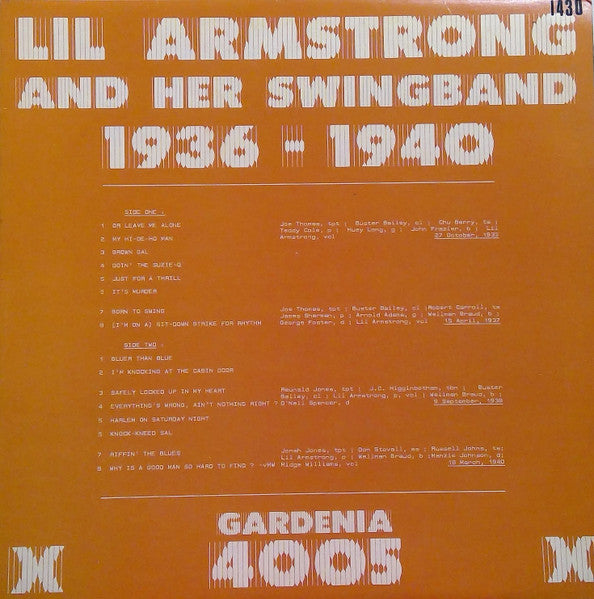 1430
LIL ARMSTRONG
AND HER SWINGBAND
1936 - 1940
SIDE ONE :
1 OR LEAVE ME ALONE
2 MY HI-DE-HO MAN
3 BROWN GAL
4 DOIN' THE SUZIE-Q
5 JUST FOR A THRILL
6 IT'S MURDER
Joe Thomas, tpt ; Buster Bailey, cl ; Chu Berry, ts ;
Teddy Cole, p ; Huey Long, g ; John Frazier, b ; Lil
Armstrong, vol 27 October,
7 BORN TO SWING
8 (I'M ON A) SIT-DOWN STRIKE FOR RHYTHM
Joe Thomas, tpt ; Buster Bailey, cl ;Robert Carroll, ts
James Sherman, p ; Arnold Adams, g ; Wellman Braud, b ;
George Foster, d ; Lil Armstrong, vol 15 April, 1937
SIDE TWO :
1 BLUER THAN BLUE
2 I'M KNOCKING AT THE CABIN DOOR
3 SAFELY LOCKED UP IN MY HEART
4 EVERYTHING'S WRONG, AIN'T NOTHING RIGHT ?
5 HARLEM ON SATURDAY NIGHT
6 KNOCK-KNEED SAL
Reunald Jones, tpt ; J.C. Higginbotham, tbn ; Buster
Bailey, cl ; Lil Armstrong, p, vol ; Wellman Braud, b ;
O'Neil Spencer, d 9 September, 1938
7 RIFFIN' THE BLUES
8 WHY IS A GOOD MAN SO HARD TO FIND ? -vMW
Jonah Jones, tpt ; Don Stovall, as ; Russell Johns, ts;
Lil Armstrong, p ; Wellman Braud, b ;Manzie Johnson, d;
Midge Williams, vol 18 March, 1940
GARDENIA
4005